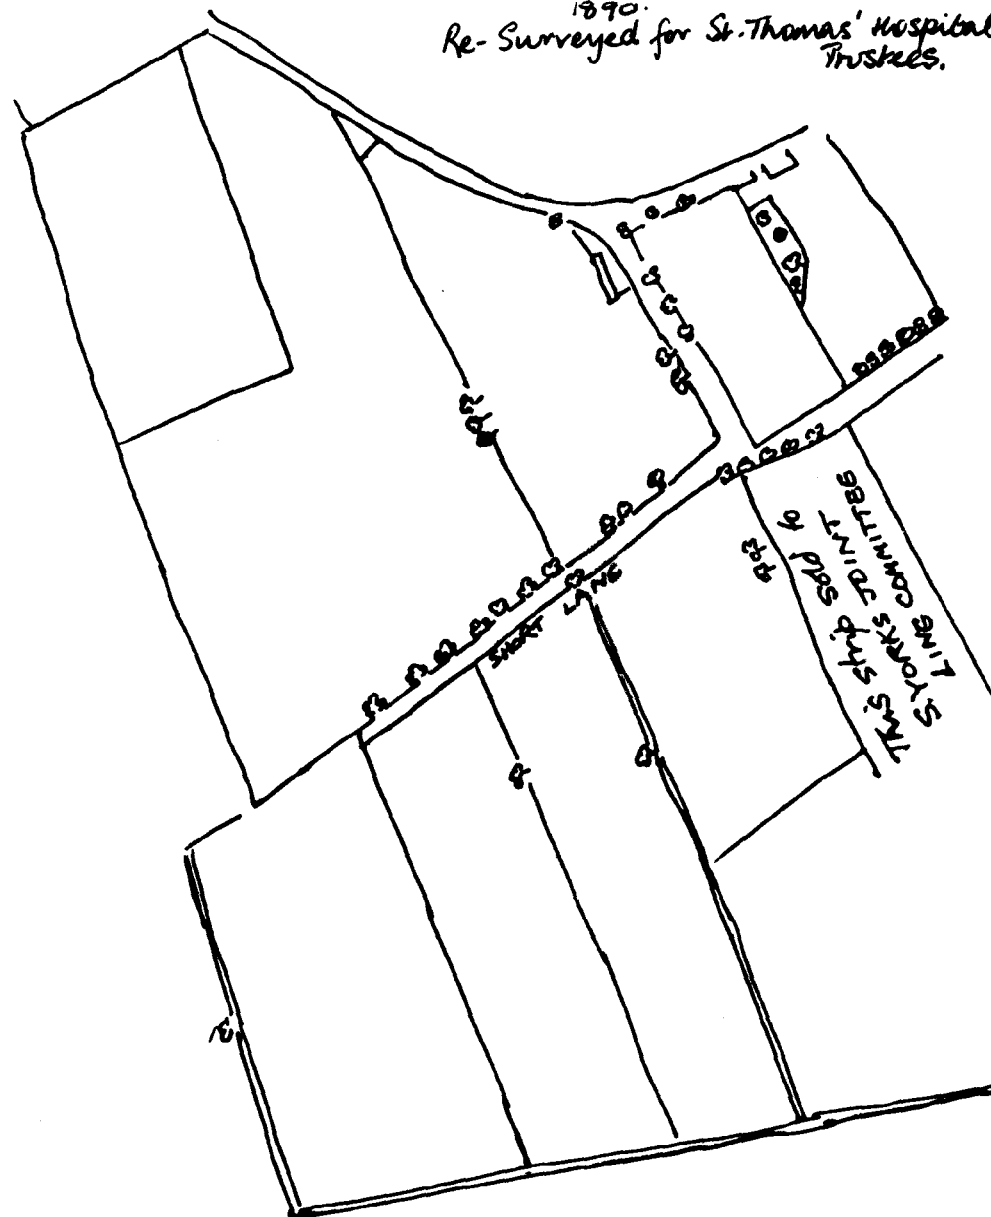 1890.
Re-Surveyed for St. Thomas' Hospital
Trustees.
SHORT LANE
This Strip Sold to
S YORKS JOINT
LINE COMMITTEE